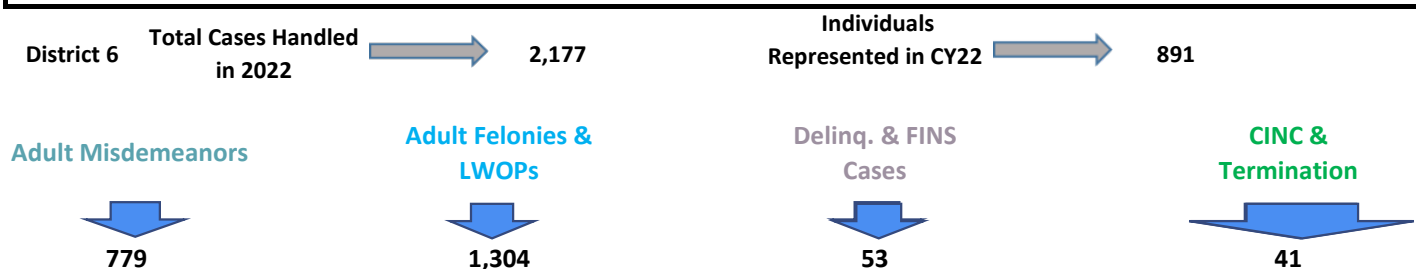 District 6
Total Cases Handled
in 2022
2,177
Individuals
Represented in CY22
891
Adult Misdemeanors
Adult Felonies &
LWOPs
Delinq. & FINS
Cases
CINC &
Termination
779
1,304
53
41